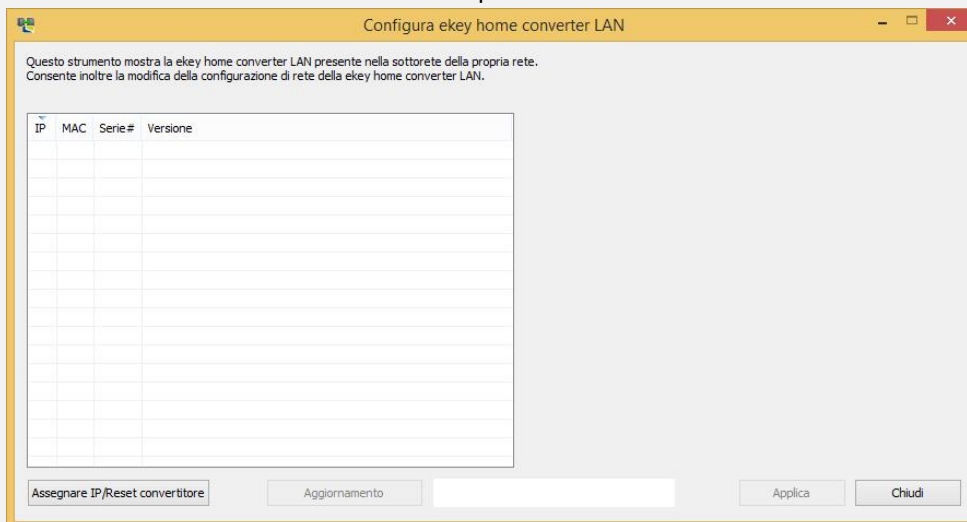 Configura ekey home converter LAN
Questo strumento mostra la ekey home converter LAN presente nella sottorete della propria rete.
Consente inoltre la modifica della configurazione di rete della ekey home converter LAN.
IP MAC Serie# Versione
Assegnare IP/Reset convertitore Aggiornamento Applica Chiudi